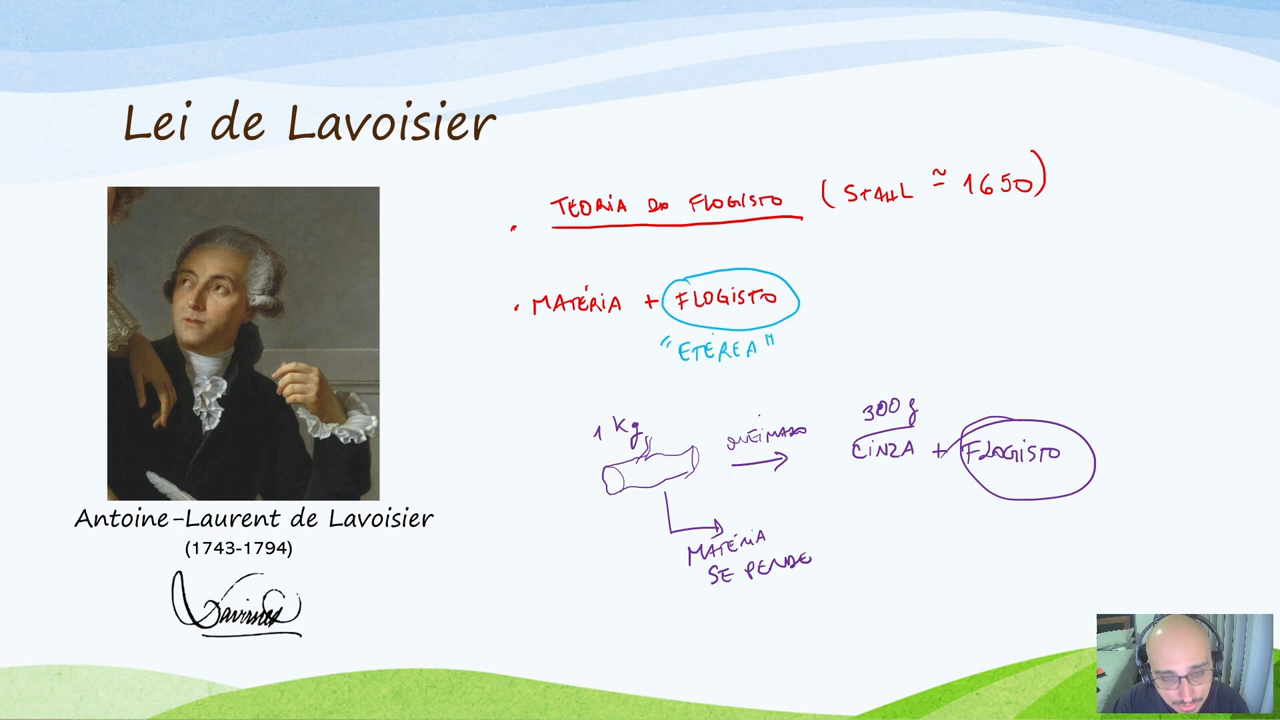 Lei de Lavoisier
TEORIA DO FLOGISTO (STAHL ≃ 1650)
• MATÉRIA + FLOGISTO
"ETÉREA"
1 Kg
QUEIMADO
300 g
CINZA + FLOGISTO
MATÉRIA
SE PERDE
Antoine-Laurent de Lavoisier
(1743-1794)